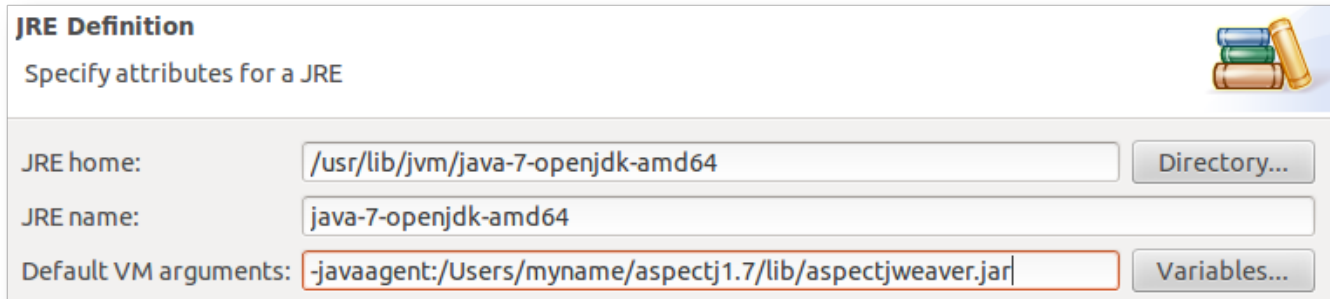 JRE Definition
Specify attributes for a JRE
JRE home: /usr/lib/jvm/java-7-openjdk-amd64 Directory...
JRE name: java-7-openjdk-amd64
Default VM arguments: -javaagent:/Users/myname/aspectj1.7/lib/aspectjweaver.jar Variables...